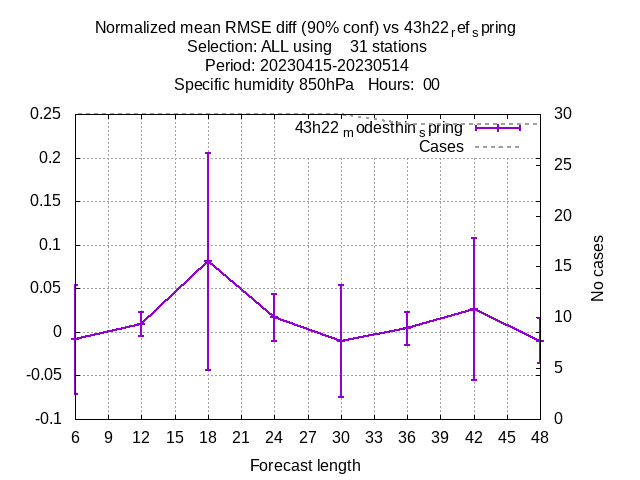 Normalized mean RMSE diff (90% conf) vs 43h22ref spring
Selection: ALL using 31 stations
Period: 20230415-20230514
Specific humidity 850hPa Hours: 00
43h22modesthinspring
Cases
0.25
0.2
0.15
0.1
0.05
0
-0.05
-0.1
30
25
20
15
10
5
0
No cases
6 9 12 15 18 21 24 27 30 33 36 39 42 45 48
Forecast length